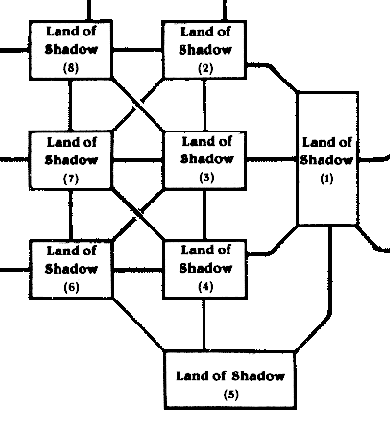 Land of
Shadow
(8)
Land of
Shadow
(2)
Land of
Shadow
(7)
Land of
Shadow
(3)
Land of
Shadow
(1)
Land of
Shadow
(6)
Land of
Shadow
(4)
Land of Shadow
(5)